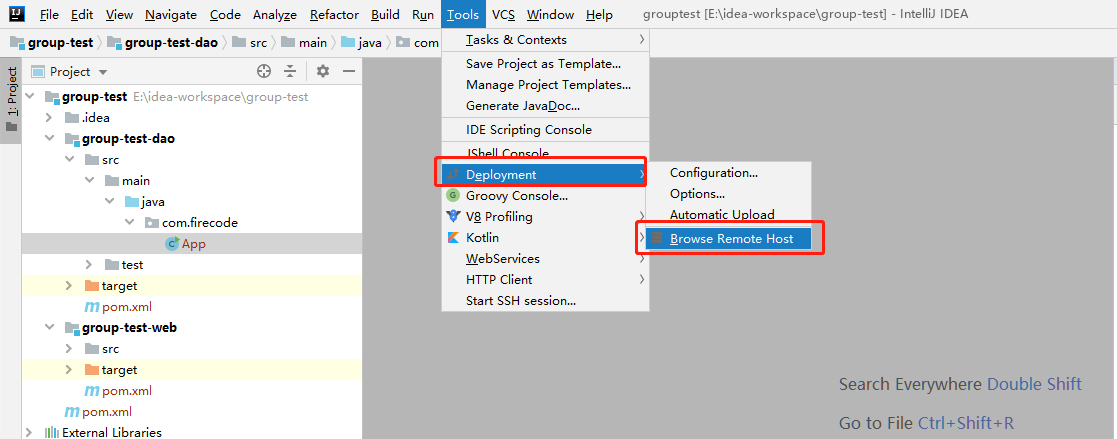 File Edit View Navigate Code Analyze Refactor Build Run Tools VCS Window Help grouptest [E:\idea-workspace\group-test] - IntelliJ IDEA
group-test group-test-dao src main java com
Tasks & Contexts
Save Project as Template...
Manage Project Templates...
Generate JavaDoc...
IDE Scripting Console
JShell Console
Deployment
Groovy Console...
V8 Profiling
Kotlin
WebServices
HTTP Client
Start SSH session...
Configuration...
Options...
Automatic Upload
Browse Remote Host
1: Project
Project
group-test E:\idea-workspace\group-test
.idea
group-test-dao
src
main
java
com.firecode
App
test
target
pom.xml
group-test-web
src
target
pom.xml
pom.xml
External Libraries
Search Everywhere Double Shift
Go to File Ctrl+Shift+R